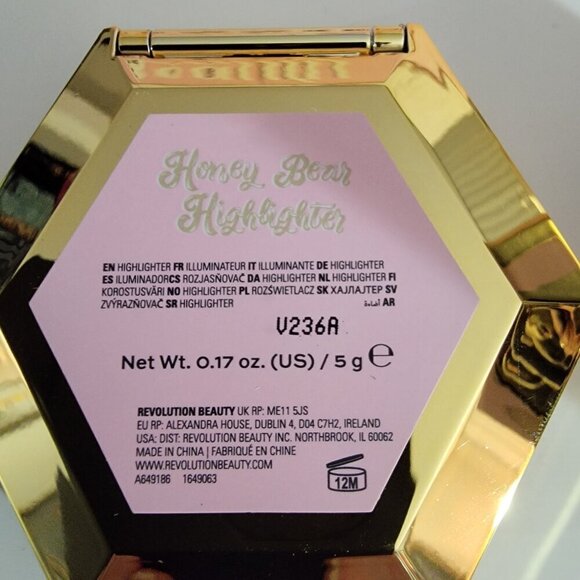 Honey Bear
Highlighter
EN HIGHLIGHTER FR ILLUMINATEUR IT ILLUMINANTE DE HIGHLIGHTER
ES ILUMINADORCS ROZJASŇOVAČ DA HIGHLIGHTER NL HIGHLIGHTER FI
KOROSTUSVÄRI NO HIGHLIGHTER PL ROZŚWIETLACZ SK ХАЈЛАЈТЕР SV
ZVÝRAZŇOVAČ SR HIGHLIGHTER إضاءة AR
V236A
Net Wt. 0.17 oz. (US) / 5 g ℮
REVOLUTION BEAUTY UK RP: ME11 5JS
EU RP: ALEXANDRA HOUSE, DUBLIN 4, D04 C7H2, IRELAND
USA: DIST: REVOLUTION BEAUTY INC. NORTHBROOK, IL 60062
MADE IN CHINA | FABRIQUÉ EN CHINE
WWW.REVOLUTIONBEAUTY.COM
A649186 1649063
12M